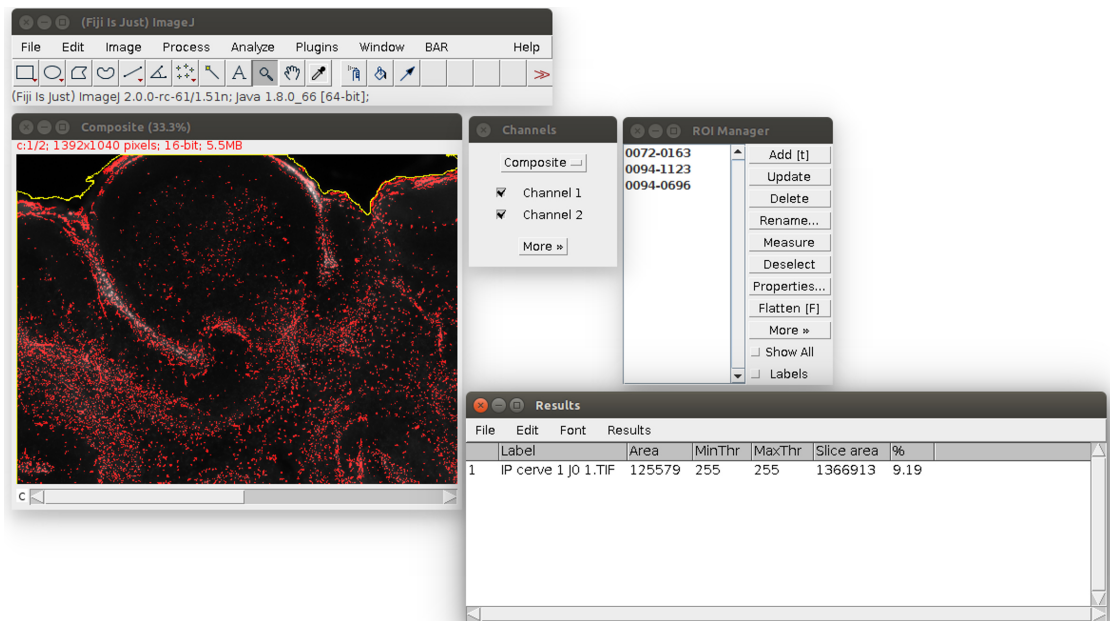 (Fiji Is Just) ImageJ
File Edit Image Process Analyze Plugins Window BAR Help
A >>
(Fiji Is Just) ImageJ 2.0.0-rc-61/1.51n; Java 1.8.0_66 [64-bit];
Composite (33.3%)
c:1/2; 1392x1040 pixels; 16-bit; 5.5MB
C
Channels
Composite
Channel 1
Channel 2
More »
ROI Manager
0072-0163
0094-1123
0094-0696
Add [t]
Update
Delete
Rename...
Measure
Deselect
Properties...
Flatten [F]
More »
Show All
Labels
Results
File Edit Font Results
Label Area MinThr MaxThr Slice area %
1 IP cerve 1 J0 1.TIF 125579 255 255 1366913 9.19